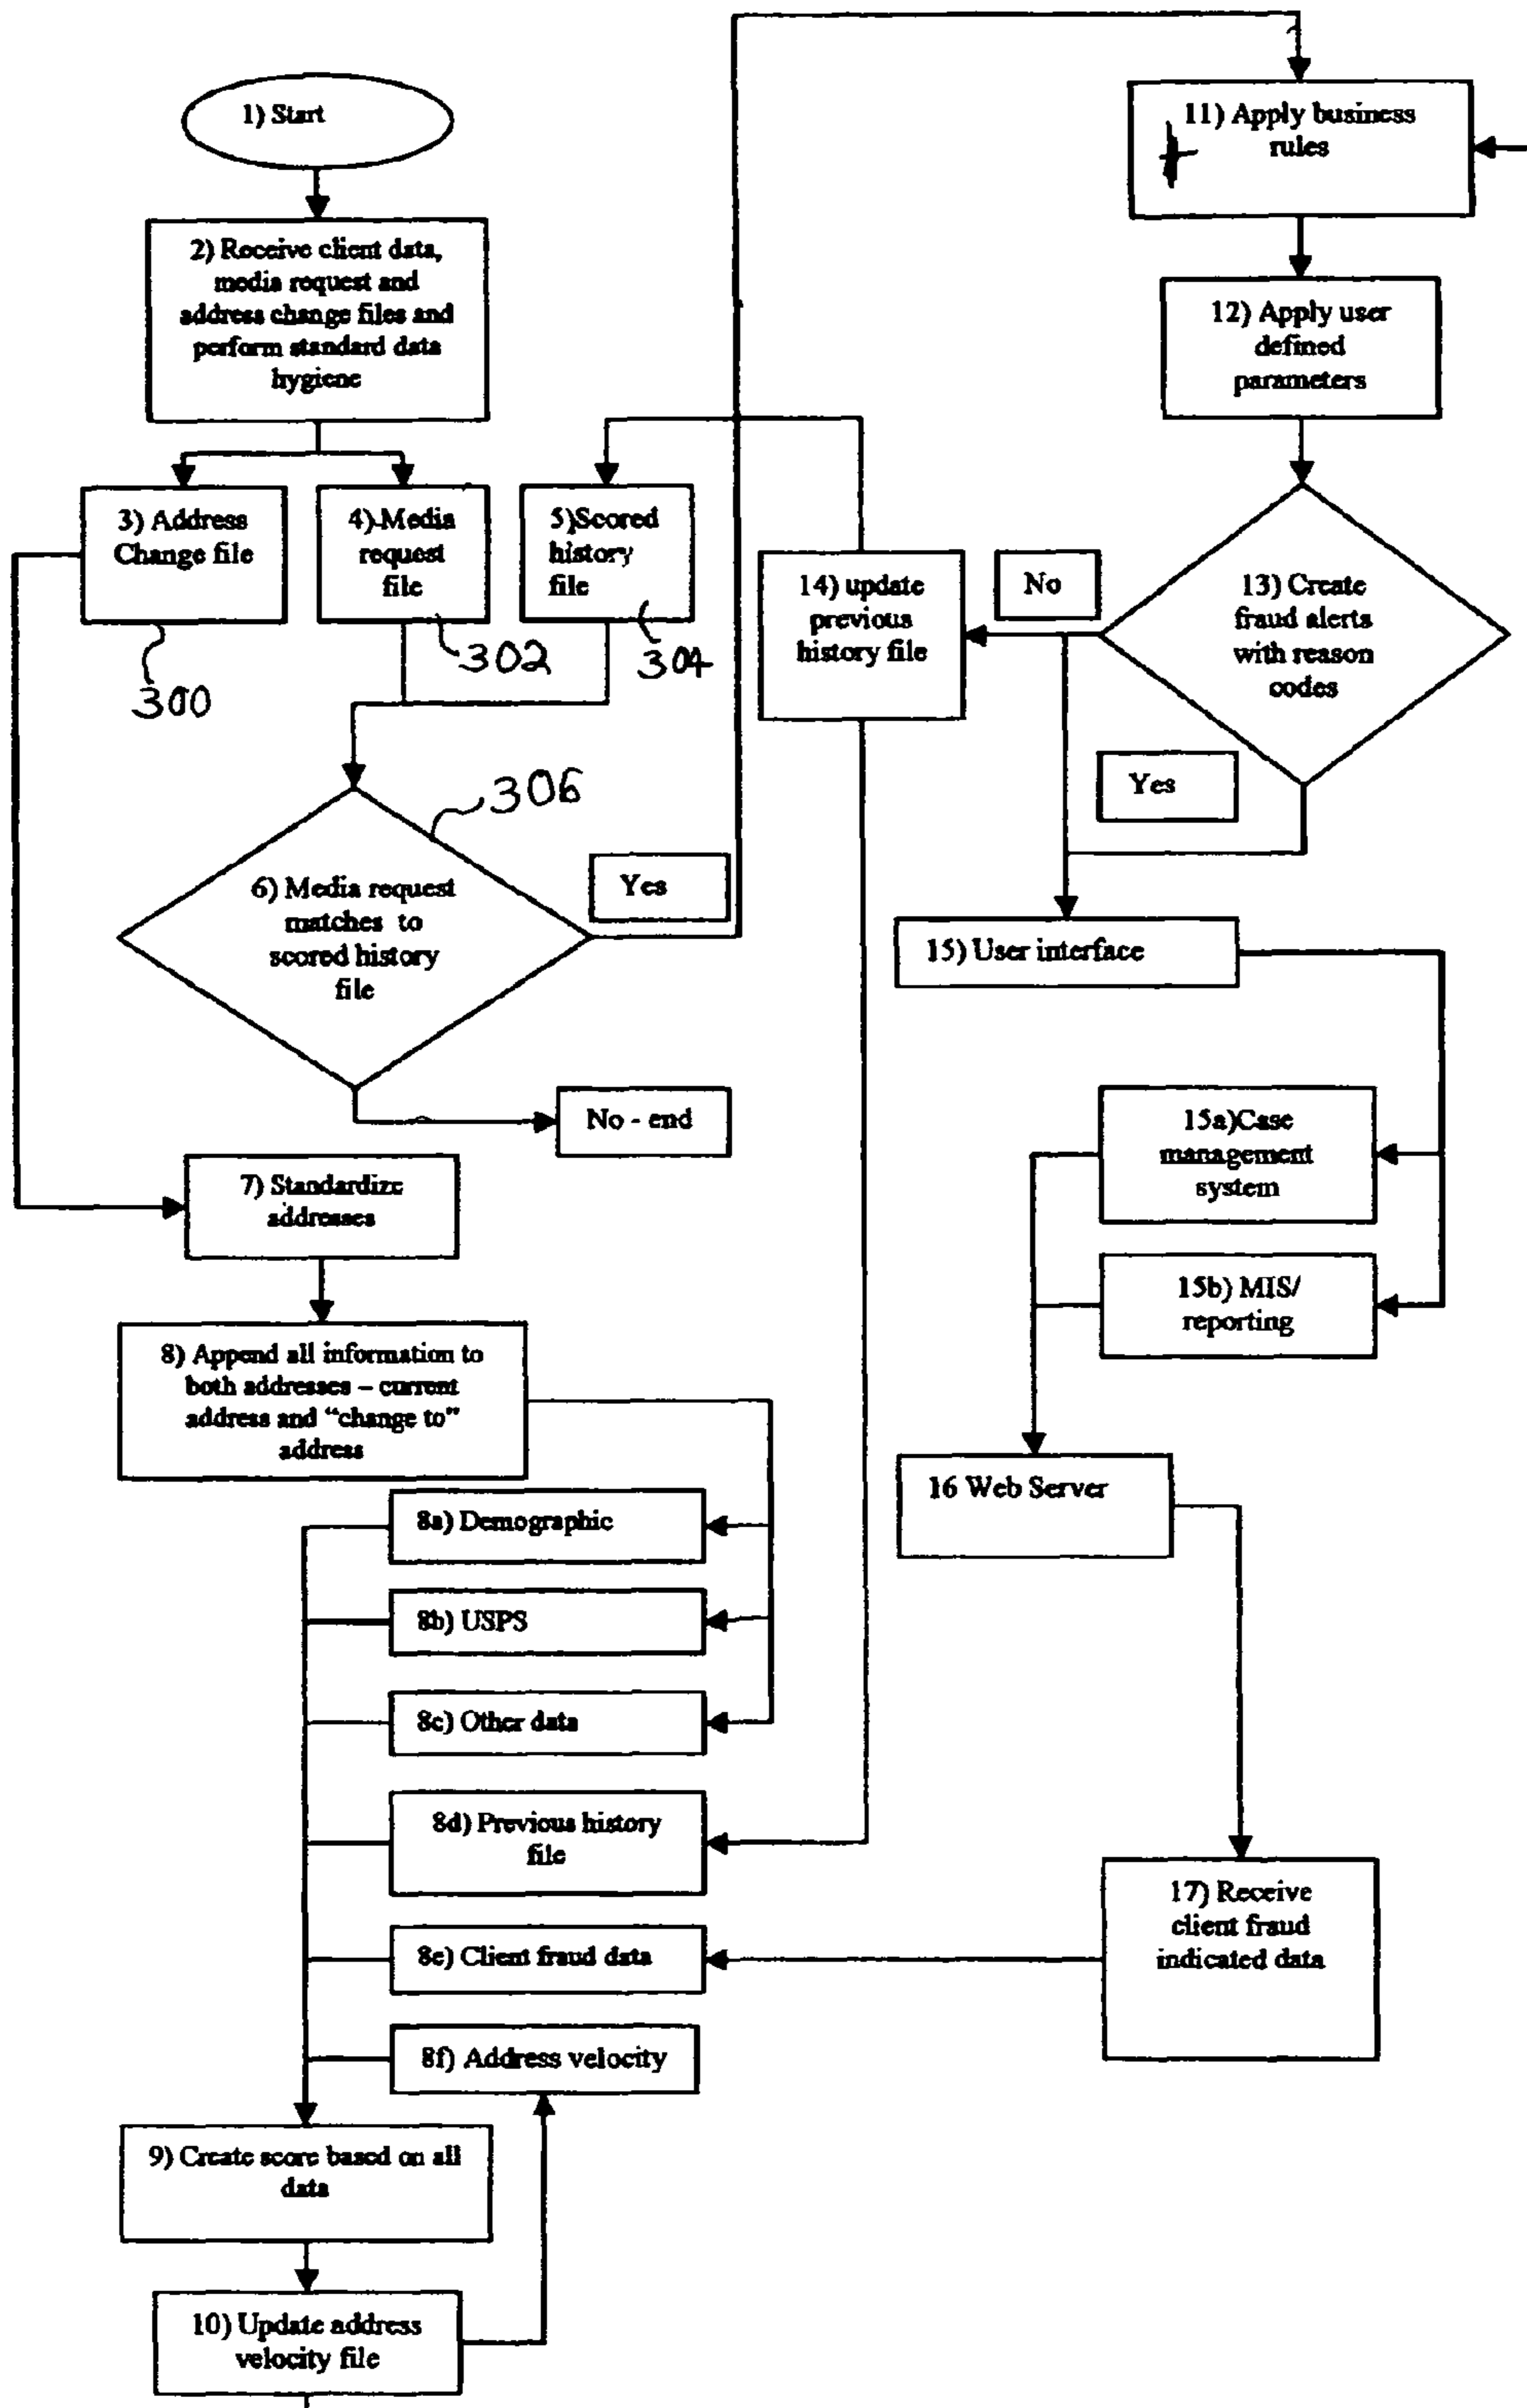 1) Start
2) Receive client data,
media request and
address change files and
perform standard data
hygiene
3) Address
Change file
300
4) Media
request
file
302
5)Scored
history
file
304
6) Media request
matches to
scored history
file
306
Yes
No - end
7) Standardize
addresses
8) Append all information to
both addresses – current
address and “change to”
address
8a) Demographic
8b) USPS
8c) Other data
8d) Previous history
file
8e) Client fraud data
8f) Address velocity
9) Create score based on all
data
10) Update address
velocity file
11) Apply business
rules
12) Apply user
defined
parameters
13) Create
fraud alerts
with reason
codes
No
Yes
14) update
previous
history file
15) User interface
15a)Case
management
system
15b) MIS/
reporting
16 Web Server
17) Receive
client fraud
indicated data